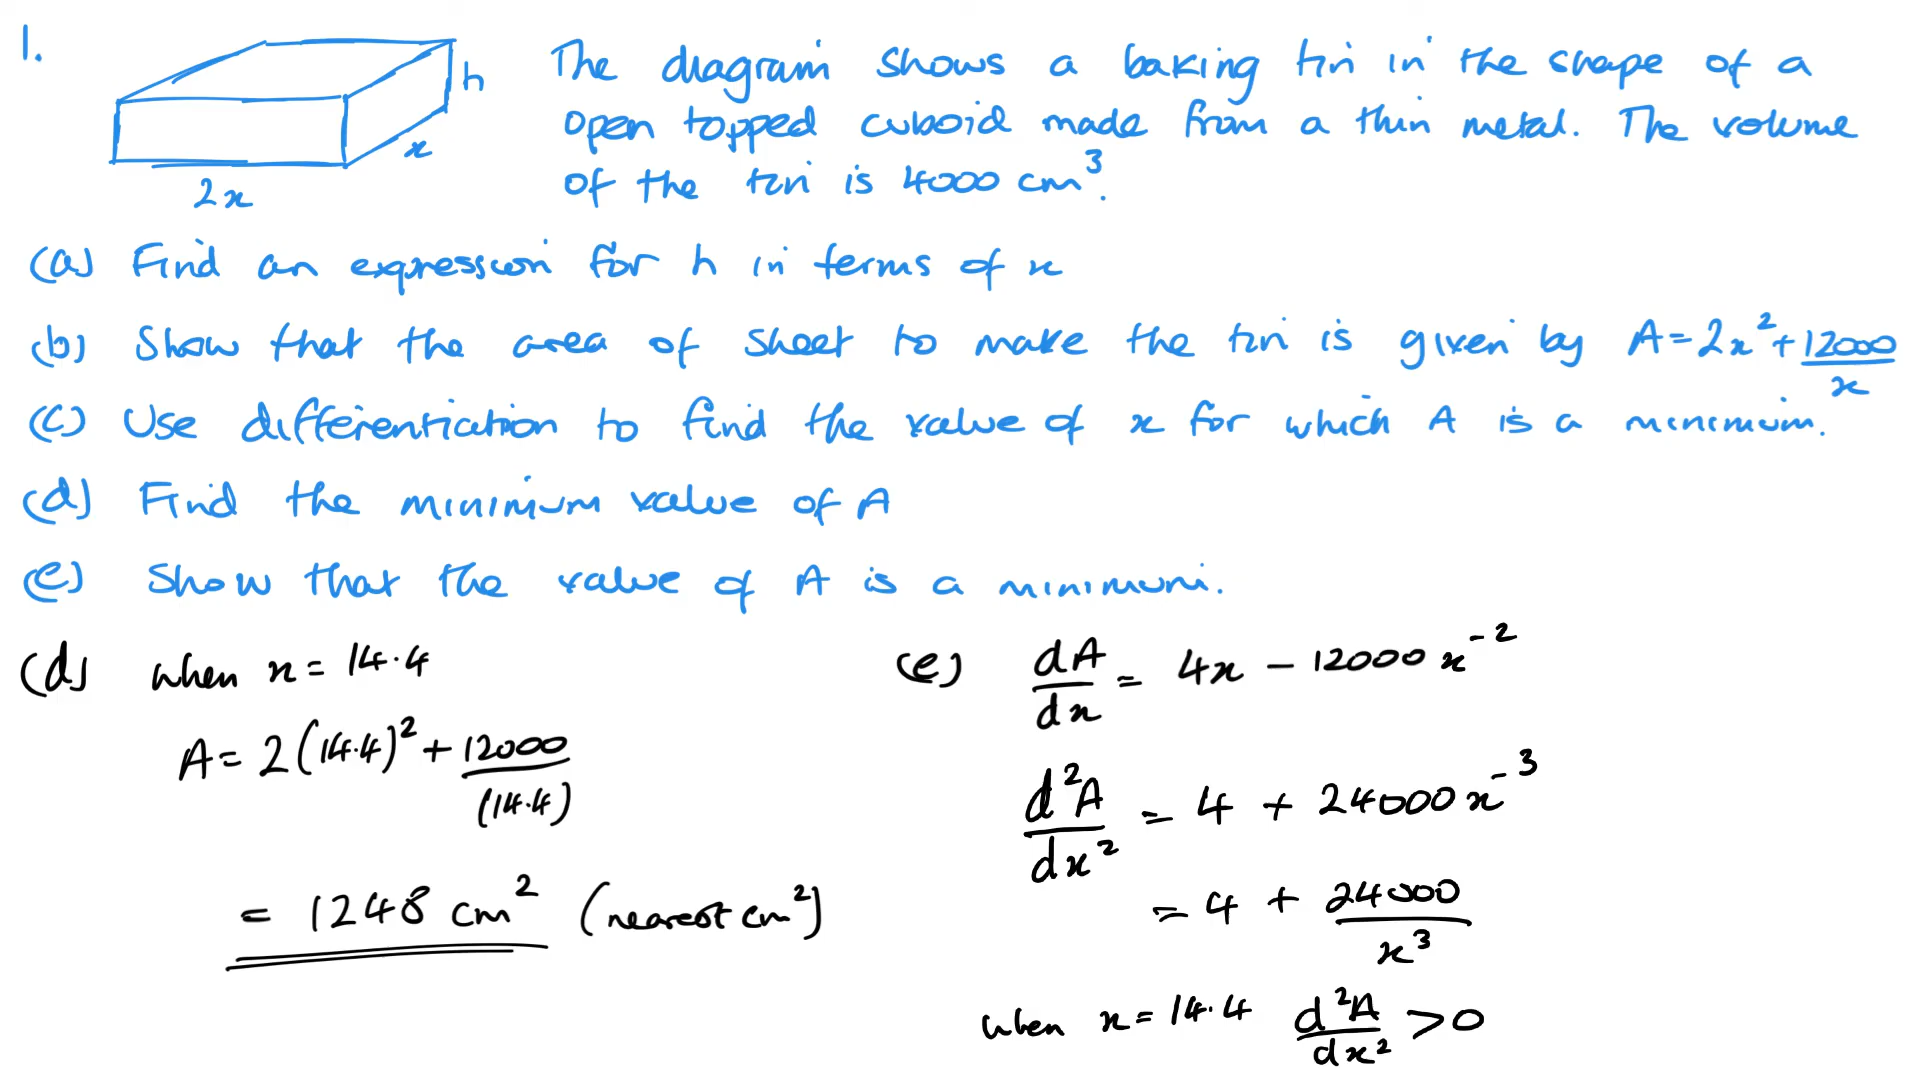 1.
h
x
2x
The diagram shows a baking tin in the shape of a
open topped cuboid made from a thin metal. The volume
of the tin is 4000 cm³.
(a) Find an expression for h in terms of x
(b) Show that the area of sheet to make the tin is given by A = 2x² + 12000/x
(c) Use differentiation to find the value of x for which A is a minimum.
(d) Find the minimum value of A
(e) Show that the value of A is a minimum.
(d) when x = 14.4
A = 2(14.4)² + 12000/(14.4)
= 1248 cm² (nearest cm²)
(e) dA/dx = 4x - 12000x⁻²
d²A/dx² = 4 + 24000x⁻³
= 4 + 24000/x³
when x = 14.4 d²A/dx² > 0